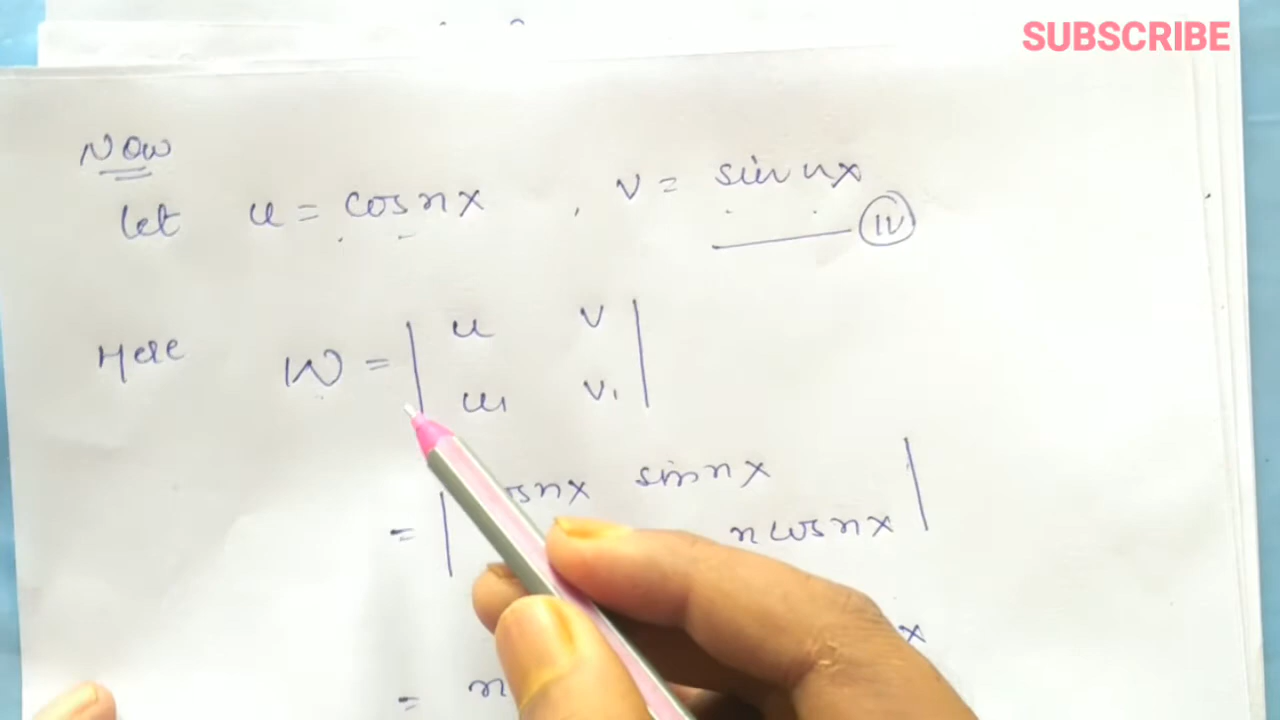 SUBSCRIBE
Now
let u = cos nx , v = sin nx
(IV)
Here W = | u v |
| u₁ v₁ |
= | sin nx
n cos nx |
x
= n